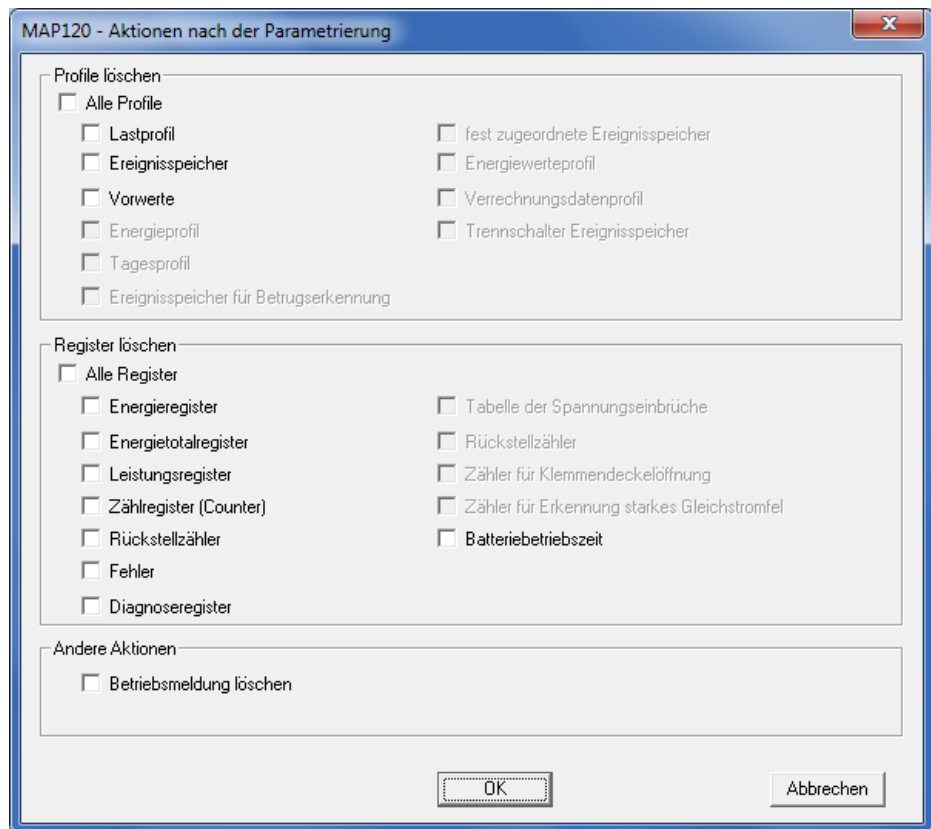 MAP120 - Aktionen nach der Parametrierung
Profile löschen
Alle Profile
Lastprofil
fest zugeordnete Ereignisspeicher
Ereignisspeicher
Energiewerteprofil
Vorwerte
Verrechnungsdatenprofil
Energieprofil
Trennschalter Ereignisspeicher
Tagesprofil
Ereignisspeicher für Betrugserkennung
Register löschen
Alle Register
Energieregister
Tabelle der Spannungseinbrüche
Energietotalregister
Rückstellzähler
Leistungsregister
Zähler für Klemmendeckelöffnung
Zählregister (Counter)
Zähler für Erkennung starkes Gleichstromfel
Rückstellzähler
Batteriebetriebszeit
Fehler
Diagnoseregister
Andere Aktionen
Betriebsmeldung löschen
OK
Abbrechen